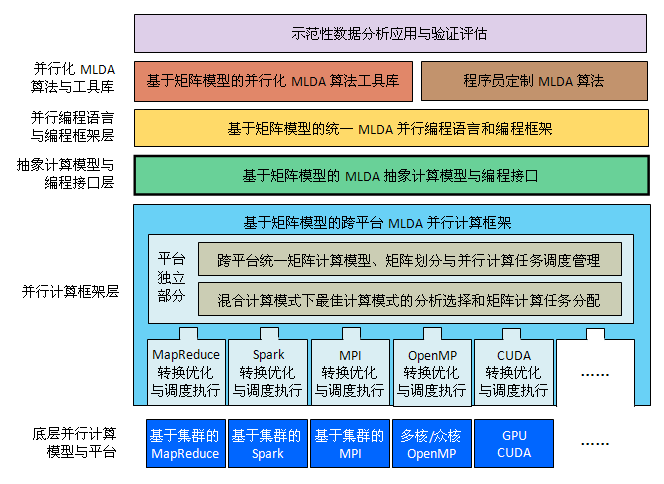 示范性数据分析应用与验证评估
并行化 MLDA
算法与工具库
基于矩阵模型的并行化 MLDA 算法工具库
程序员定制 MLDA 算法
并行编程语言
与编程框架层
基于矩阵模型的统一 MLDA 并行编程语言和编程框架
抽象计算模型与
编程接口层
基于矩阵模型的 MLDA 抽象计算模型与编程接口
并行计算框架层
基于矩阵模型的跨平台 MLDA 并行计算框架
平台
独立
部分
跨平台统一矩阵计算模型、矩阵划分与并行计算任务调度管理
混合计算模式下最佳计算模式的分析选择和矩阵计算任务分配
MapReduce
转换优化
与调度执行
Spark
转换优化
与调度执行
MPI
转换优化
与调度执行
OpenMP
转换优化
与调度执行
CUDA
转换优化
与调度执行
……
底层并行计算
模型与平台
基于集群的
MapReduce
基于集群的
Spark
基于集群的
MPI
多核/众核
OpenMP
GPU
CUDA
……